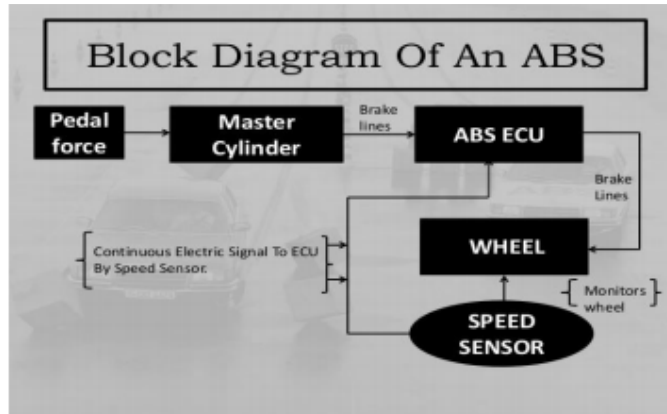 Block Diagram Of An ABS
Pedal
force
Master
Cylinder
Brake
lines
ABS ECU
Brake
Lines
Continuous Electric Signal To ECU
By Speed Sensor.
WHEEL
Monitors
wheel
SPEED
SENSOR